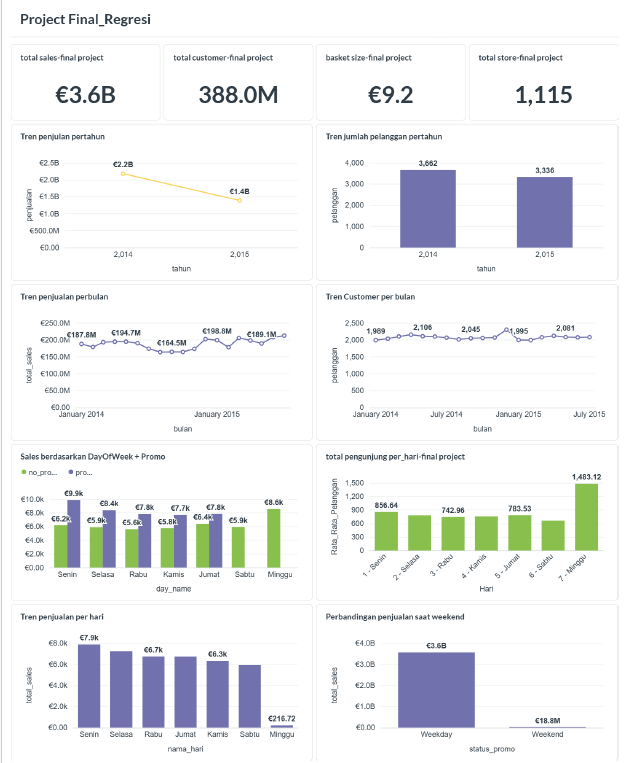 Project Final_Regresi
total sales-final project
€3.6B
total customer-final project
388.0M
basket size-final project
€9.2
total store-final project
1,115
Tren penjulan pertahun
€2.5B
€2.0B
€1.5B
€1.0B
€500.0M
€0.00
penjualan
€2.2B
€1.4B
2,014
2,015
tahun
Tren jumlah pelanggan pertahun
4,000
3,000
2,000
1,000
0
pelanggan
3,662
3,336
2,014
2,015
tahun
Tren penjualan perbulan
€250.0M
€200.0M
€150.0M
€100.0M
€50.0M
€0.00
total_sales
€187.8M
€194.7M
€164.5M
€198.8M
€189.1M
January 2014
January 2015
bulan
Tren Customer per bulan
2,500
2,000
1,500
1,000
500
0
pelanggan
1,989
2,106
2,045
1,995
2,081
January 2014
July 2014
January 2015
July 2015
bulan
Sales berdasarkan DayOfWeek + Promo
no_pro...
pro...
€10.0k
€8.0k
€6.0k
€4.0k
€2.0k
€0.00
total_sales
€6.2k
€9.9k
€5.9k
€8.4k
€5.6k
€7.8k
€5.8k
€7.7k
€6.4k
€7.8k
€5.9k
€8.6k
Senin
Selasa
Rabu
Kamis
Jumat
Sabtu
Minggu
day_name
total pengunjung per_hari-final project
1,500
1,200
900
600
300
0
Rata_Rata_Pelanggan
856.64
742.96
783.53
1,483.12
1 - Senin
2 - Selasa
3 - Rabu
4 - Kamis
5 - Jumat
6 - Sabtu
7 - Minggu
Hari
Tren penjualan per hari
€8.0k
€6.0k
€4.0k
€2.0k
€0.00
total_sales
€7.9k
€6.7k
€6.3k
€216.72
Senin
Selasa
Rabu
Jumat
Kamis
Sabtu
Minggu
nama_hari
Perbandingan penjualan saat weekend
€4.0B
€3.0B
€2.0B
€1.0B
€0.00
total_sales
€3.6B
€18.8M
Weekday
Weekend
status_promo